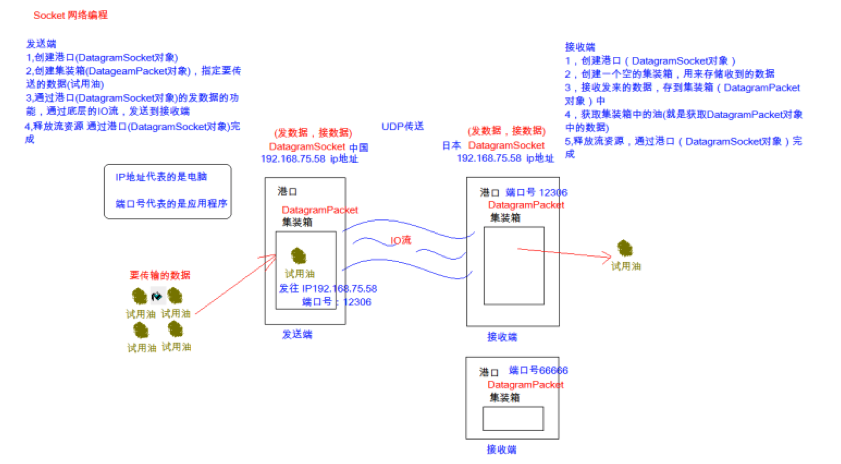 Socket 网络编程
发送端
1,创建港口(DatagramSocket对象)
2,创建集装箱(DatageamPacket对象)，指定要传
送的数据(试用油)
3,通过港口(DatagramSocket对象)的发数据的功
能，通过底层的IO流，发送到接收端
4,释放流资源 通过港口(DatagramSocket对象)完
成
IP地址代表的是电脑
端口号代表的是应用程序
要传输的数据
试用油 试用油
试用油 试用油
(发数据，接数据)
DatagramSocket 中国
192.168.75.58 ip地址
港口
DatagramPacket
集装箱
试用油
发往 IP192.168.75.58
端口号：12306
发送端
UDP传送
IO流
(发数据，接数据)
日本 DatagramSocket
192.168.75.58 ip地址
港口 端口号 12306
DatagramPacket
集装箱
接收端
港口 端口号66666
DatagramPacket
集装箱
接收端
接收端
1，创建港口（DatagramSocket对象）
2，创建一个空的集装箱，用来存储收到的数据
3，接收发来的数据，存到集装箱（DatagramPacket
对象）中
4，获取集装箱中的油(就是获取DatagramPacket对象
中的数据)
5,释放流资源，通过港口（DatagramSocket对象）完
成
试用油